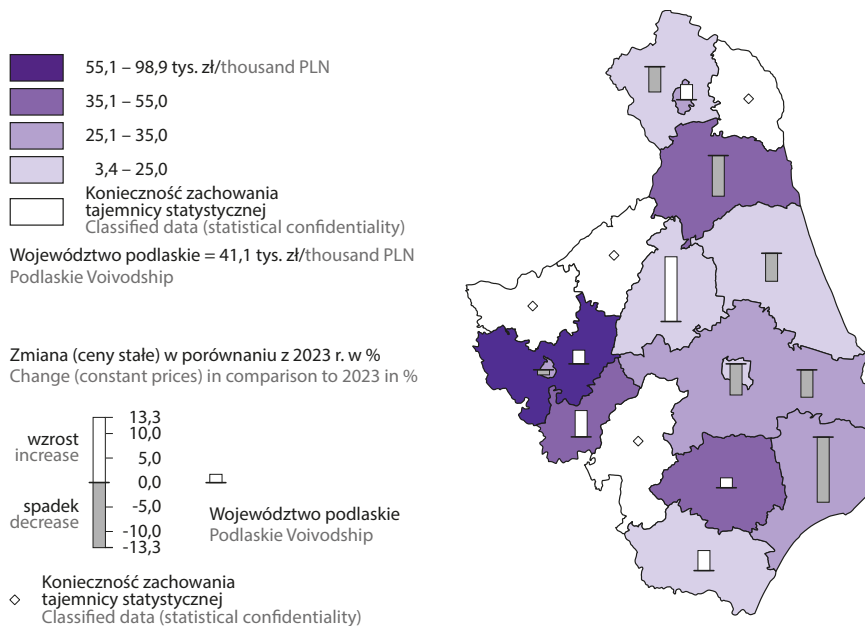 55,1 – 98,9 tys. zł/thousand PLN
35,1 – 55,0
25,1 – 35,0
3,4 – 25,0
Konieczność zachowania
tajemnicy statystycznej
Classified data (statistical confidentiality)
Województwo podlaskie = 41,1 tys. zł/thousand PLN
Podlaskie Voivodship
Zmiana (ceny stałe) w porównaniu z 2023 r. w %
Change (constant prices) in comparison to 2023 in %
wzrost
increase
spadek
decrease
13,3
10,0
5,0
0,0
-5,0
-10,0
-13,3
Województwo podlaskie
Podlaskie Voivodship
Konieczność zachowania
tajemnicy statystycznej
Classified data (statistical confidentiality)